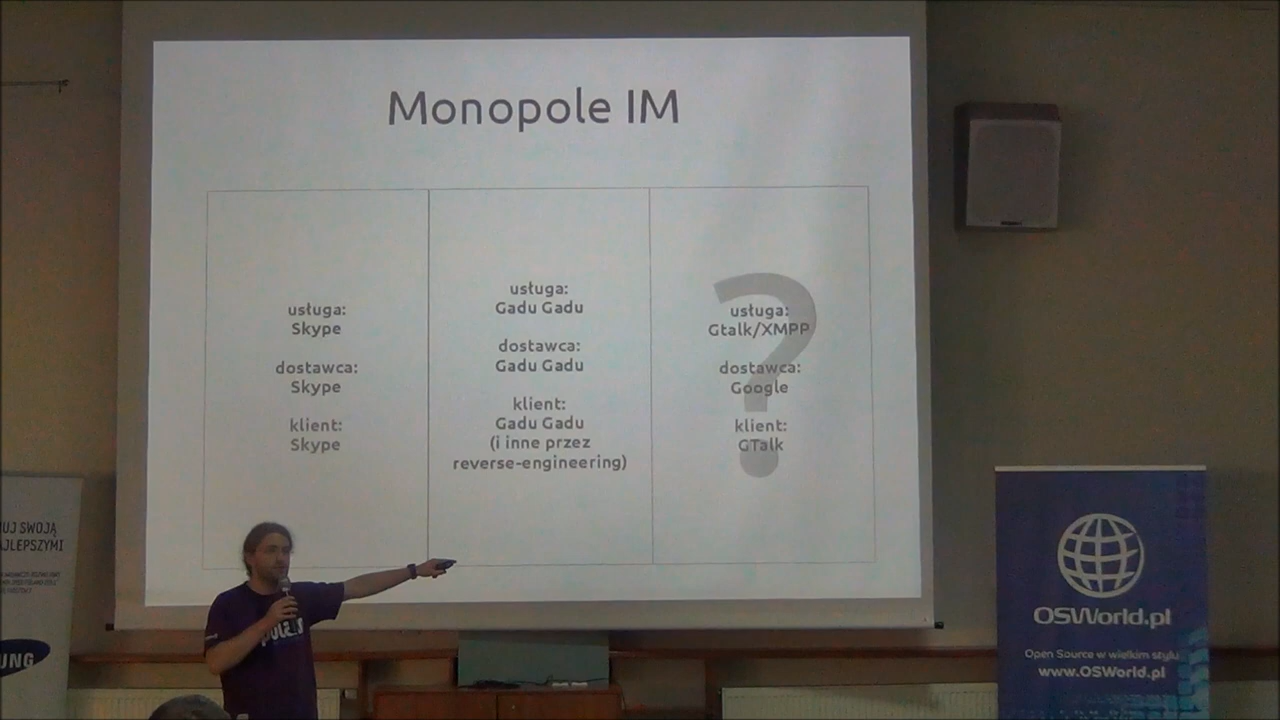 Monopole IM
usługa:
Skype
dostawca:
Skype
klient:
Skype
usługa:
Gadu Gadu
dostawca:
Gadu Gadu
klient:
Gadu Gadu
(i inne przez
reverse-engineering)
?
usługa:
Gtalk/XMPP
dostawca:
Google
klient:
GTalk
UJ SWOJĄ
AJLEPSZYMI
UNG
OSWorld.pl
Open Source w wielkim stylu
www.OSWorld.pl